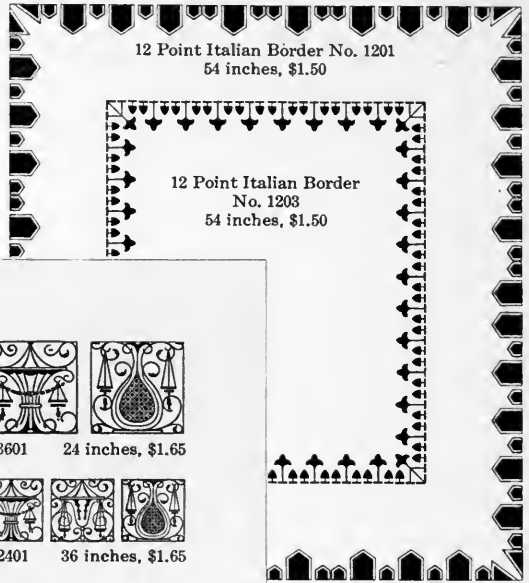 12 Point Italian Border No. 1201
54 inches, $1.50
12 Point Italian Border
No. 1203
54 inches, $1.50
3601 24 inches, $1.65
2401 36 inches, $1.65